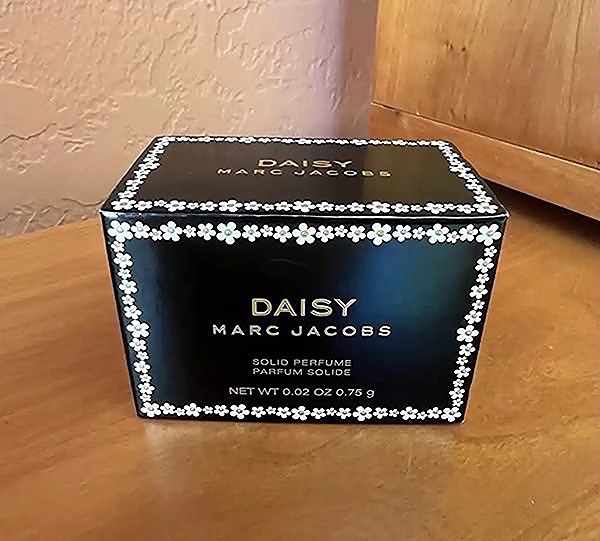 DAISY
MARC JACOBS
DAISY
MARC JACOBS
SOLID PERFUME
PARFUM SOLIDE
NET WT 0.02 OZ 0.75 g